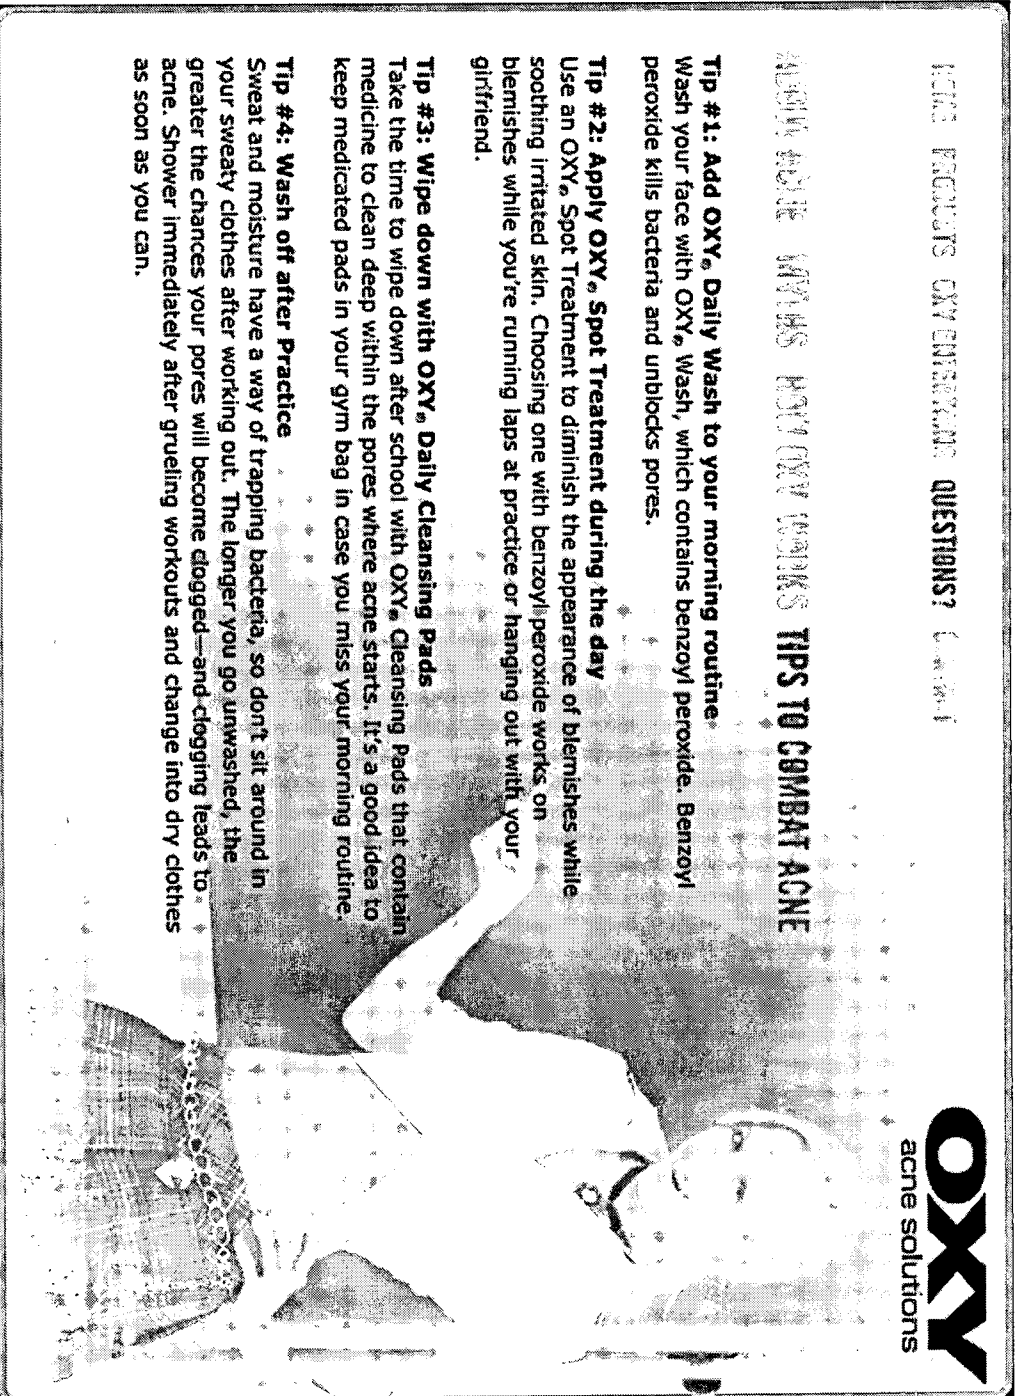 OXY
acne solutions
QUESTIONS?
TIPS TO COMBAT ACNE
Tip #1: Add OXY® Daily Wash to your morning routine
Wash your face with OXY® Wash, which contains benzoyl peroxide. Benzoyl
peroxide kills bacteria and unblocks pores.
Tip #2: Apply OXY® Spot Treatment during the day
Use an OXY® Spot Treatment to diminish the appearance of blemishes while
soothing irritated skin. Choosing one with benzoyl peroxide works on
blemishes while you're running laps at practice or hanging out with your
girlfriend.
Tip #3: Wipe down with OXY® Daily Cleansing Pads
Take the time to wipe down after school with OXY® Cleansing Pads that contain
medicine to clean deep within the pores where acne starts. It's a good idea to
keep medicated pads in your gym bag in case you miss your morning routine.
Tip #4: Wash off after Practice
Sweat and moisture have a way of trapping bacteria, so don't sit around in
your sweaty clothes after working out. The longer you go unwashed, the
greater the chances your pores will become clogged—and clogging leads to
acne. Shower immediately after grueling workouts and change into dry clothes
as soon as you can.